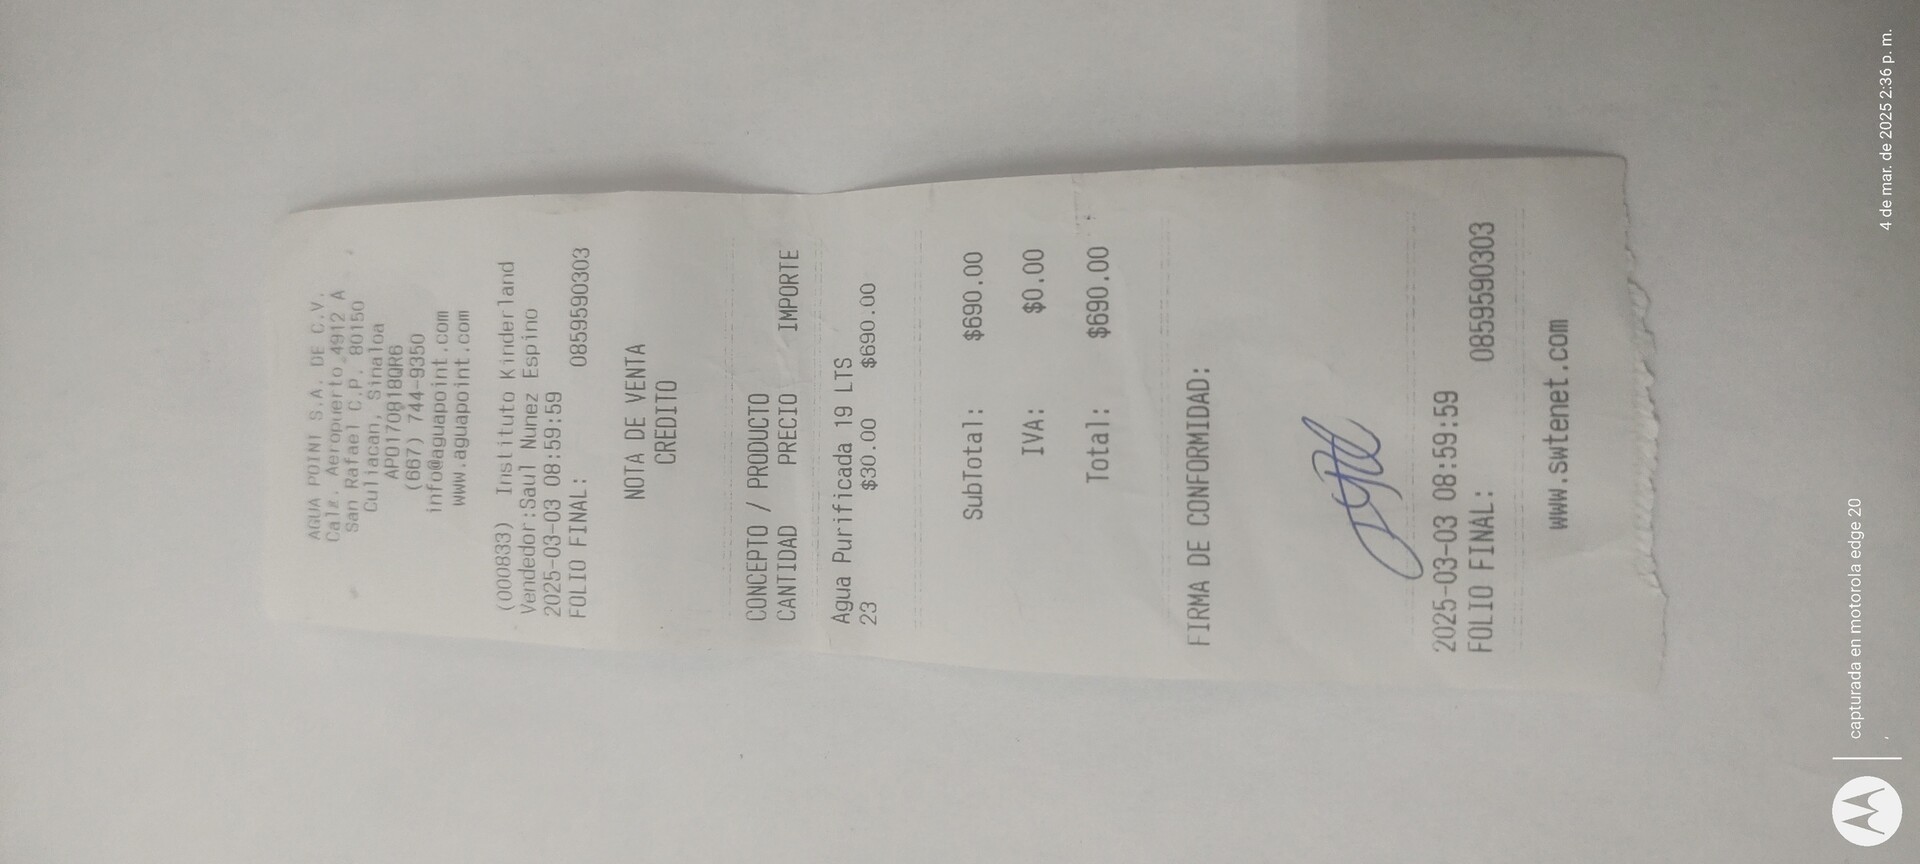 AGUA POINT S.A. DE C.V.
Calz. Aeropuerto 4912 A
San Rafael C.P. 80150
Culiacan, Sinaloa
APO170818QR6
(667) 744-9350
info@aguapoint.com
www.aguapoint.com
(000833) Instituto Kinderland
Vendedor:Saul Nunez Espino
2025-03-03 08:59:59
FOLIO FINAL: 0859590303
NOTA DE VENTA
CREDITO
CONCEPTO / PRODUCTO
CANTIDAD PRECIO IMPORTE
Agua Purificada 19 LTS
23 $30.00 $690.00
SubTotal: $690.00
IVA: $0.00
Total: $690.00
FIRMA DE CONFORMIDAD:
2025-03-03 08:59:59
FOLIO FINAL: 0859590303
www.swtenet.com
capturada en motorola edge 20
4 de mar. de 2025 2:36 p. m.